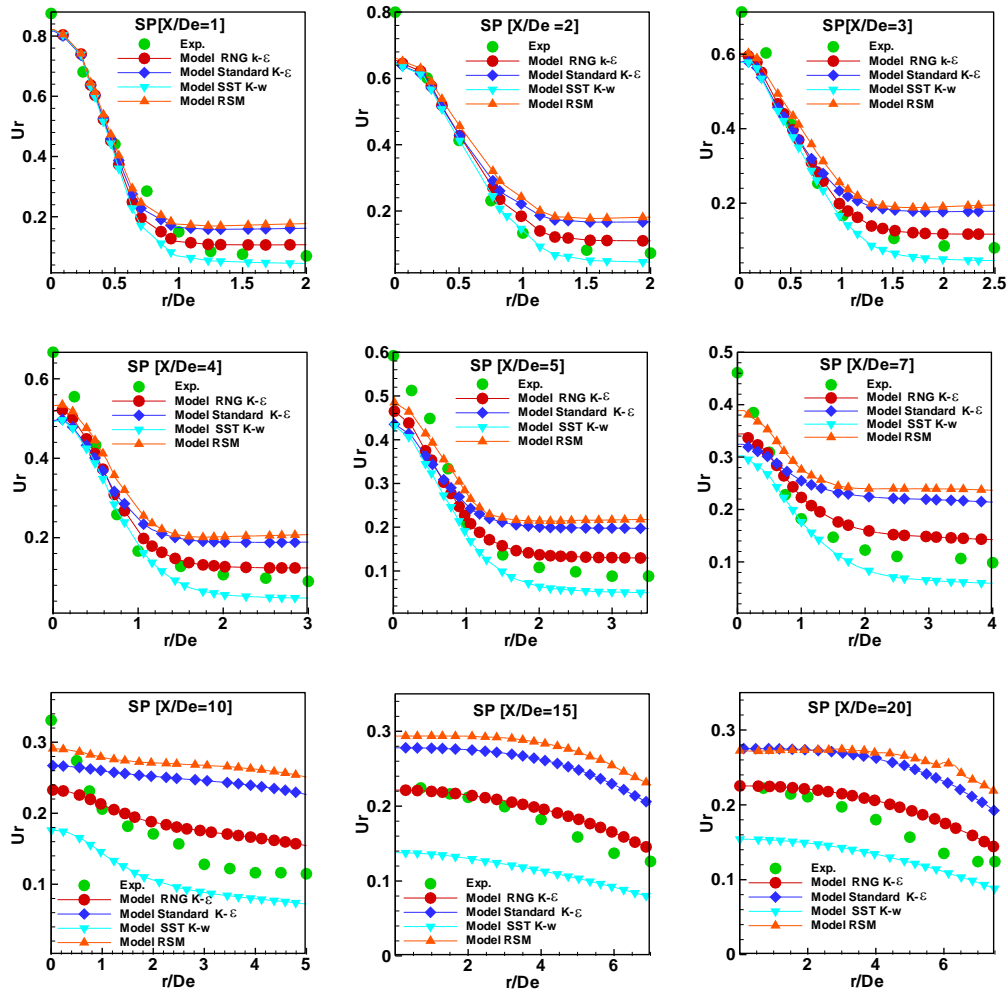 SP[X/De=1]
Exp.
Model RNG k-ε
Model Standard K-ε
Model SST K-w
Model RSM
Ur
0.8
0.6
0.4
0.2
0 0.5 1 1.5 2
r/De
SP [X/De =2]
Exp
Model RNG k-ε
Model Standard K-ε
Model SST K-w
Model RSM
Ur
0.8
0.6
0.4
0.2
0 0.5 1 1.5 2
r/De
SP [X/De=3]
Exp.
Model RNG K-ε
Model Standard K-ε
Model SST K-w
Model RSM
Ur
0.6
0.4
0.2
0 0.5 1 1.5 2 2.5
r/De
SP [X/De=4]
Exp.
Model RNG K-ε
Model Standard K-ε
Model SST K-w
Model RSM
Ur
0.6
0.4
0.2
0 1 2 3
r/De
SP [X/De=5]
Exp.
Model RNG K-ε
Model Standard K-ε
Model SST K-w
Model RSM
Ur
0.6
0.5
0.4
0.3
0.2
0.1
0 1 2 3
r/De
SP [X/De=7]
Exp.
Model RNG K-ε
Model Standard K-ε
Model SST K-w
Model RSM
Ur
0.5
0.4
0.3
0.2
0.1
0 1 2 3 4
r/De
SP [X/De=10]
Ur
0.3
0.2
0.1
Exp.
Model RNG K-ε
Model Standard K-ε
Model SST K-w
Model RSM
0 1 2 3 4 5
r/De
SP [X/De=15]
Ur
0.3
0.2
0.1
0
Exp.
Model RNG K-ε
Model Standard K-ε
Model SST K-w
Model RSM
2 4 6
r/De
SP [X/De=20]
Ur
0.3
0.2
0.1
0
Exp.
Model RNG K-ε
Model Standard K-ε
Model SST K-w
Model RSM
2 4 6
r/De